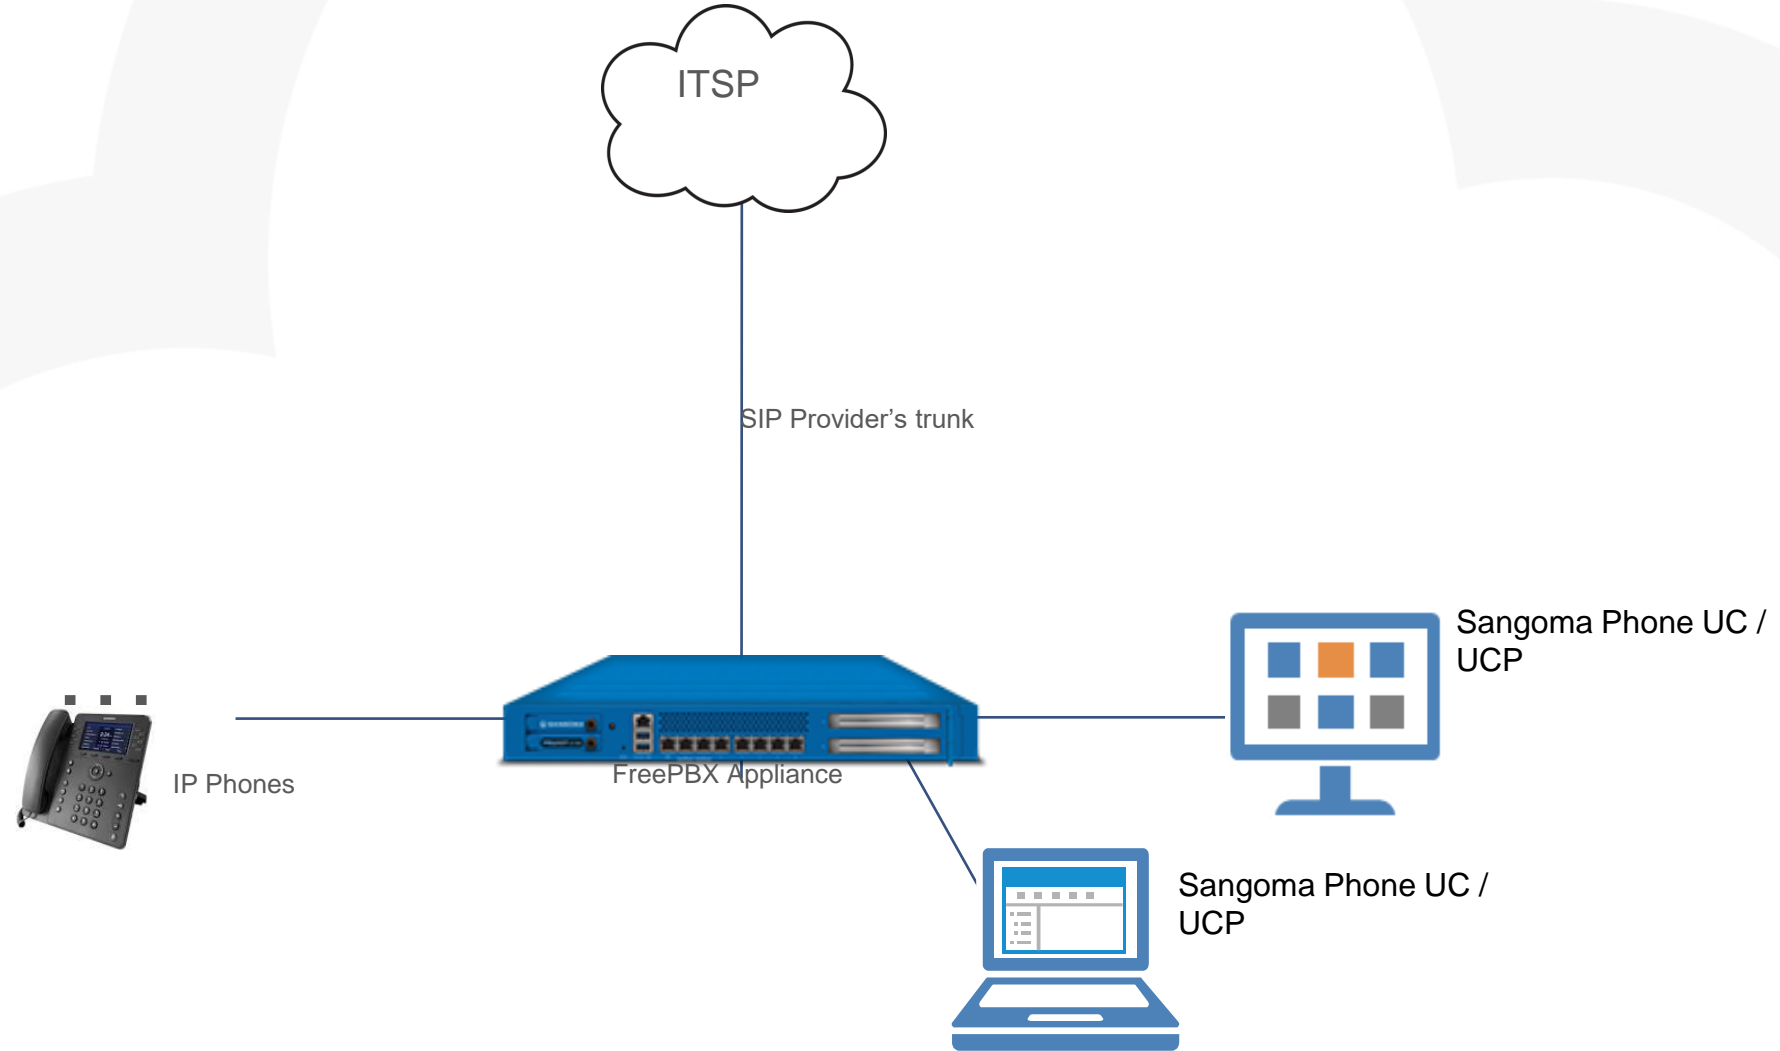 ITSP
SIP Provider’s trunk
Sangoma Phone UC /
UCP
FreePBX Appliance
IP Phones
Sangoma Phone UC /
UCP